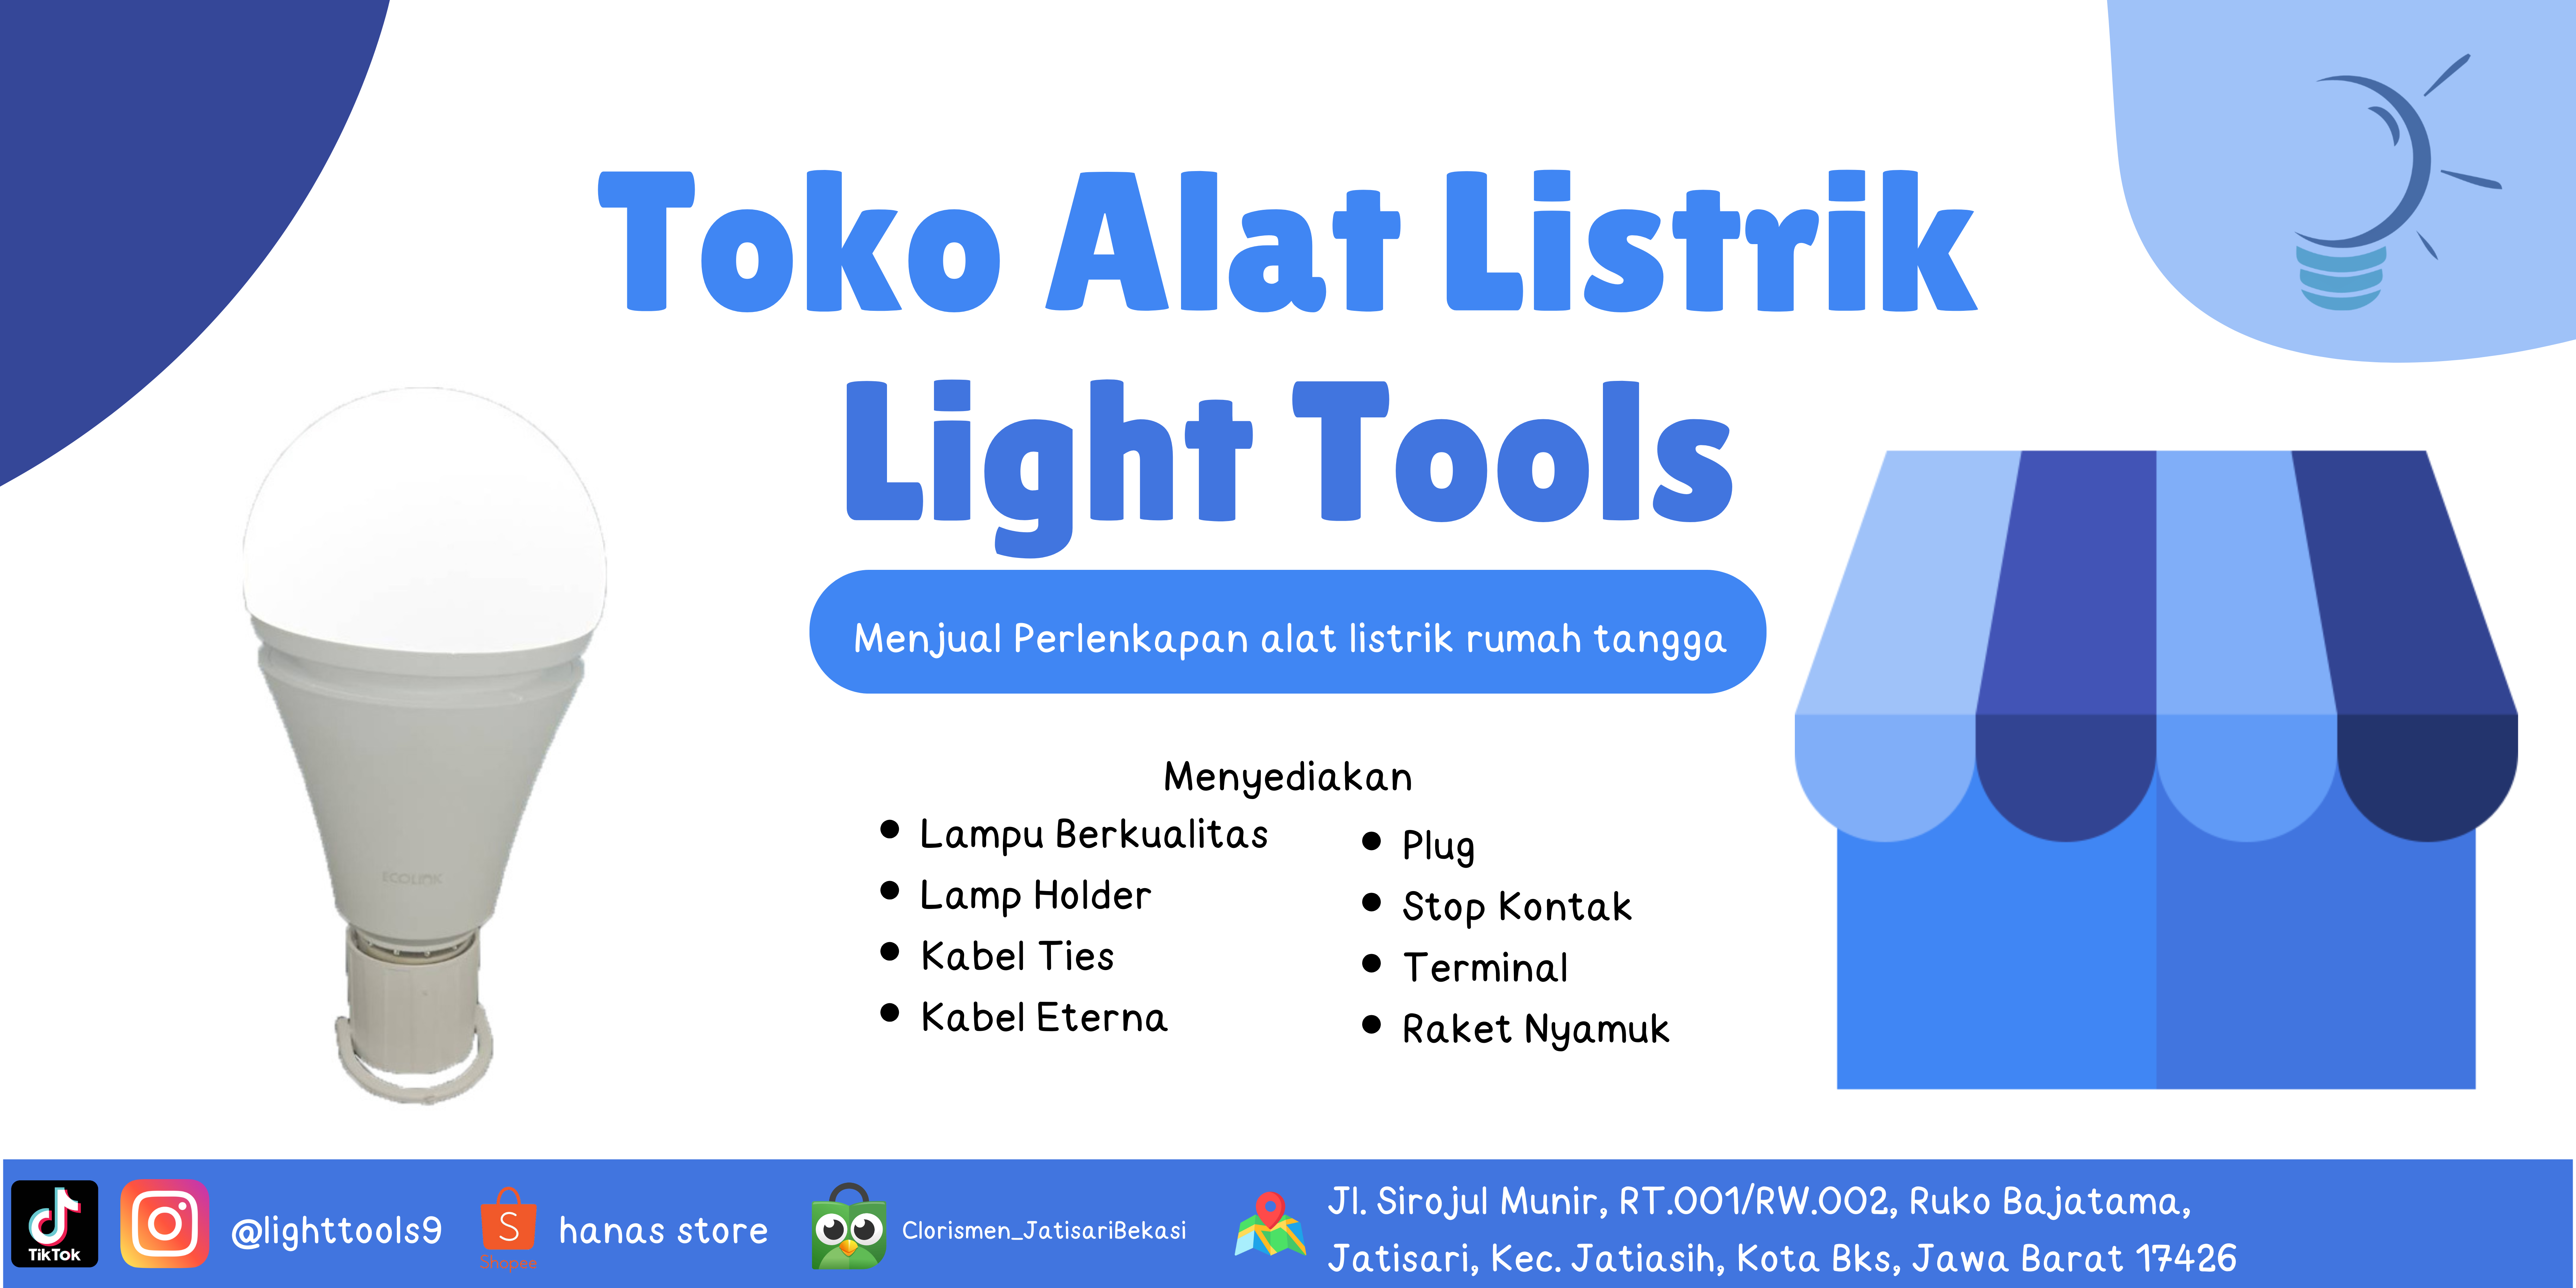 Toko Alat Listrik
Light Tools
Menjual Perlenkapan alat listrik rumah tangga
Menyediakan
Lampu Berkualitas
Lamp Holder
Kabel Ties
Kabel Eterna
Plug
Stop Kontak
Terminal
Raket Nyamuk
ECOLINK
TikTok
@lighttools9
S
Shopee
hanas store
Clorismen_JatisariBekasi
Jl. Sirojul Munir, RT.001/RW.002, Ruko Bajatama,
Jatisari, Kec. Jatiasih, Kota Bks, Jawa Barat 17426